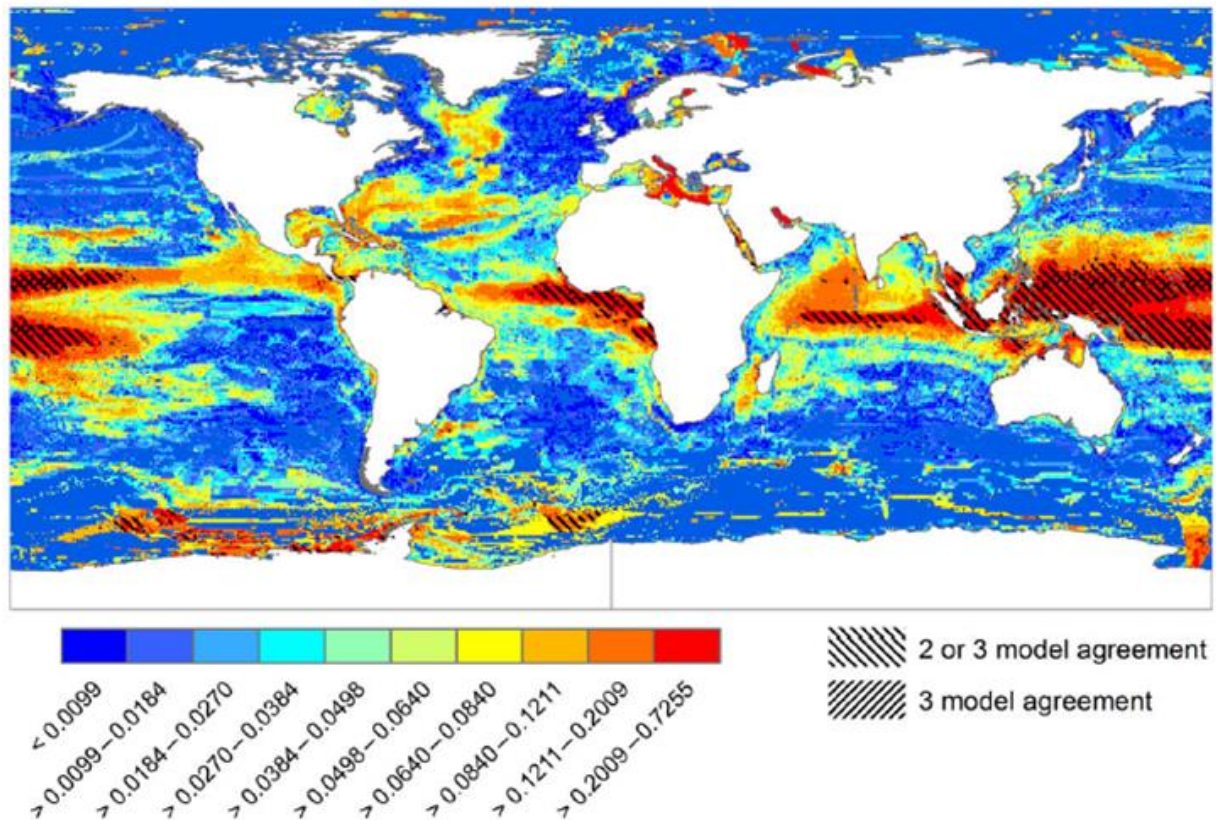 < 0.0099
> 0.0099 – 0.0184
> 0.0184 – 0.0270
> 0.0270 – 0.0384
> 0.0384 – 0.0498
> 0.0498 – 0.0640
> 0.0640 – 0.0840
> 0.0840 – 0.1211
> 0.1211 – 0.2009
> 0.2009 – 0.7255
2 or 3 model agreement
3 model agreement